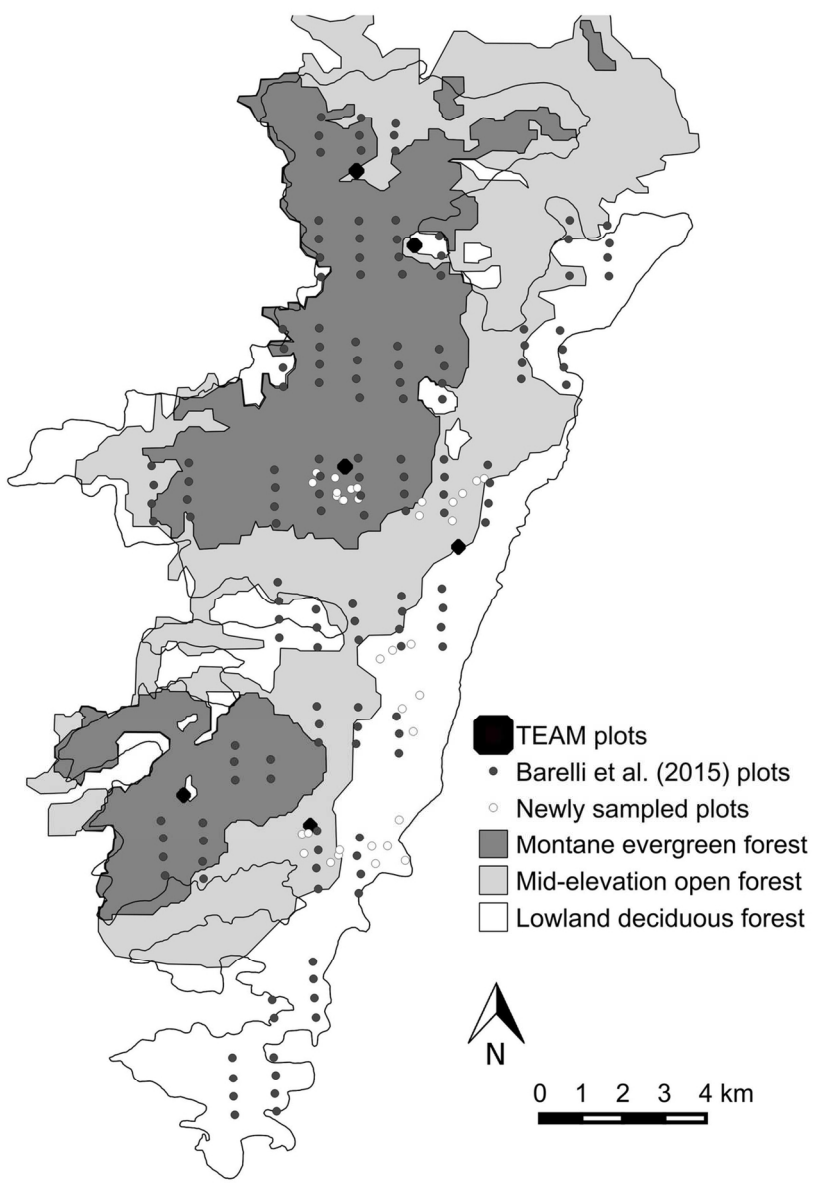 TEAM plots
Barelli et al. (2015) plots
Newly sampled plots
Montane evergreen forest
Mid-elevation open forest
Lowland deciduous forest
N
0 1 2 3 4 km